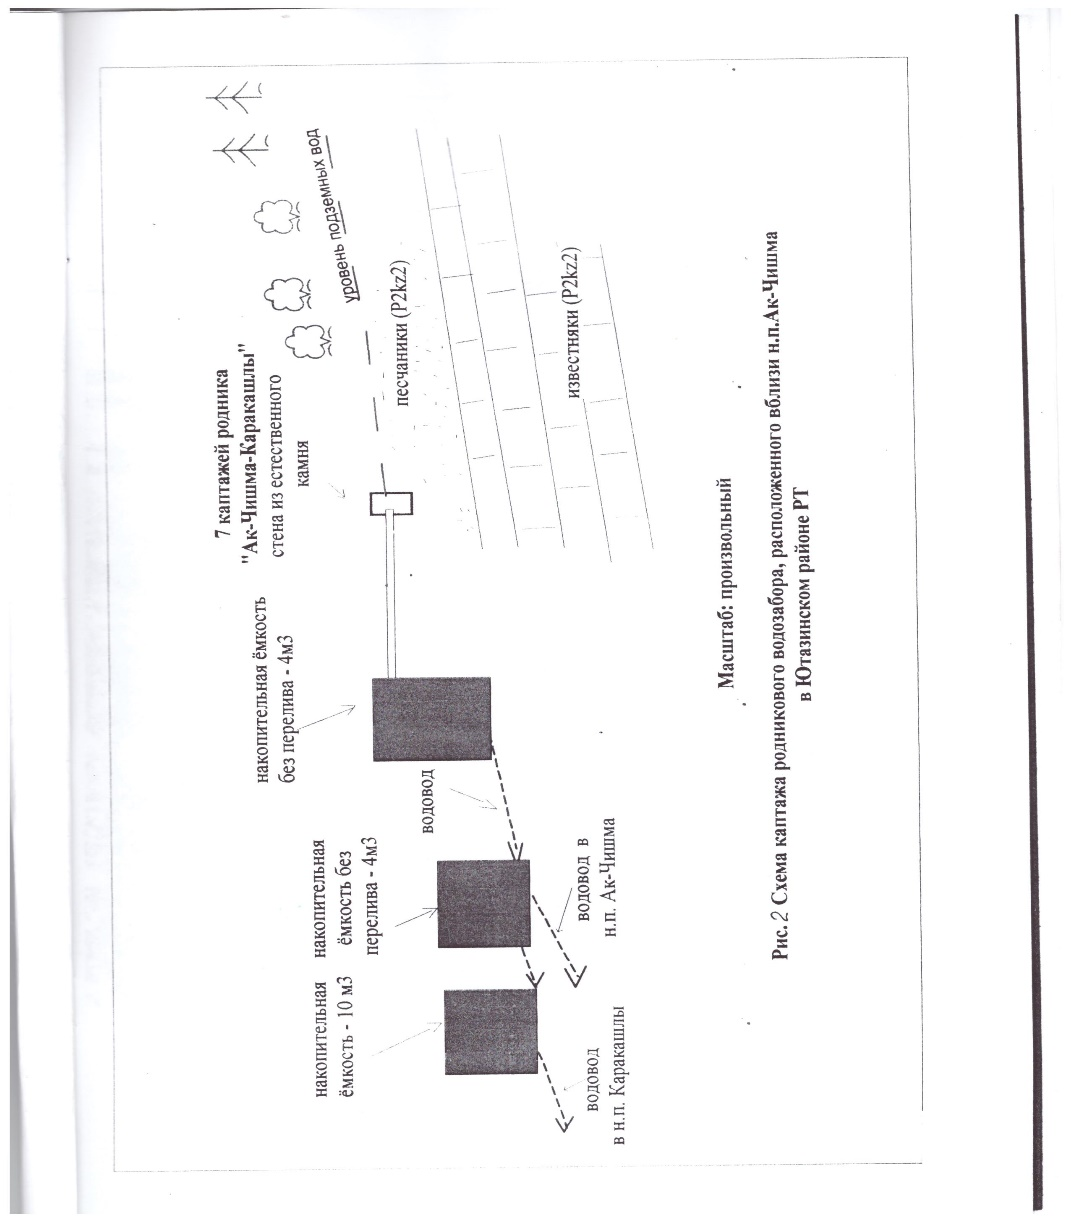 накопительная
ёмкость - 10 м3
накопительная
ёмкость без
перелива - 4м3
накопительная ёмкость
без перелива - 4м3
7 каптажей родника
"Ак-Чишма-Каракашлы"
стена из естественного
камня
уровень подземных вод
песчаники (P2kz2)
известняки (P2kz2)
водовод
водовод в
н.п. Ак-Чишма
водовод
в н.п. Каракашлы
Масштаб: произвольный
Рис.2 Схема каптажа родникового водозабора, расположенного вблизи н.п.Ак-Чишма
в Ютазинском районе РТ